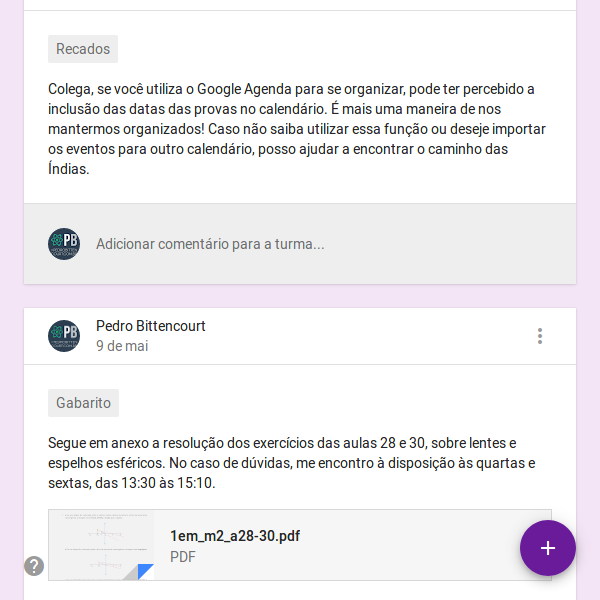 Recados
Colega, se você utiliza o Google Agenda para se organizar, pode ter percebido a
inclusão das datas das provas no calendário. É mais uma maneira de nos
mantermos organizados! Caso não saiba utilizar essa função ou deseje importar
os eventos para outro calendário, posso ajudar a encontrar o caminho das
Índias.
PB
Adicionar comentário para a turma...
PB
Pedro Bittencourt
9 de mai
Gabarito
Segue em anexo a resolução dos exercícios das aulas 28 e 30, sobre lentes e
espelhos esféricos. No caso de dúvidas, me encontro à disposição às quartas e
sextas, das 13:30 às 15:10.
1em_m2_a28-30.pdf
PDF